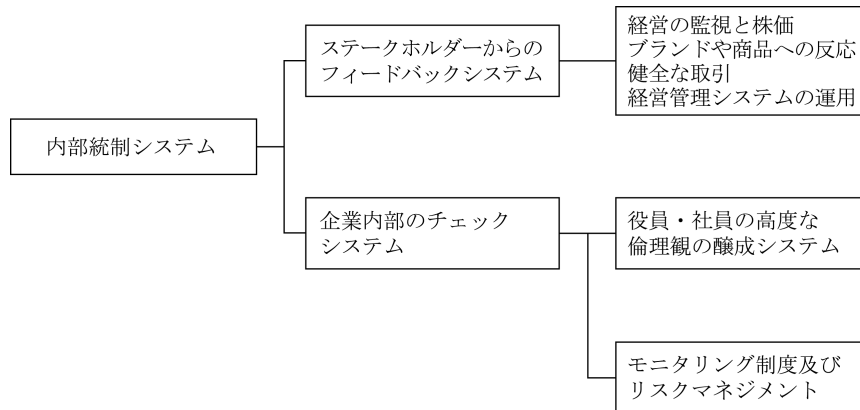 内部統制システム
ステークホルダーからの
フィードバックシステム
経営の監視と株価
ブランドや商品への反応
健全な取引
経営管理システムの運用
企業内部のチェック
システム
役員・社員の高度な
倫理観の醸成システム
モニタリング制度及び
リスクマネジメント